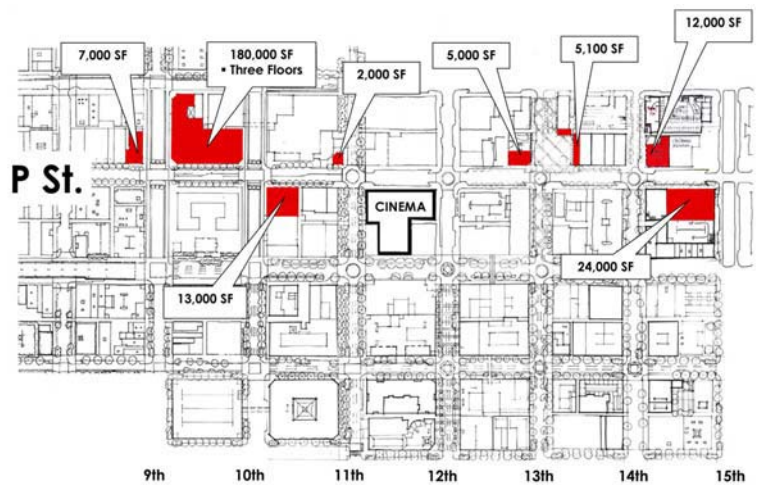 12,000 SF
7,000 SF
180,000 SF
• Three Floors
5,000 SF
5,100 SF
2,000 SF
P St.
CINEMA
24,000 SF
13,000 SF
9th
10th
11th
12th
13th
14th
15th